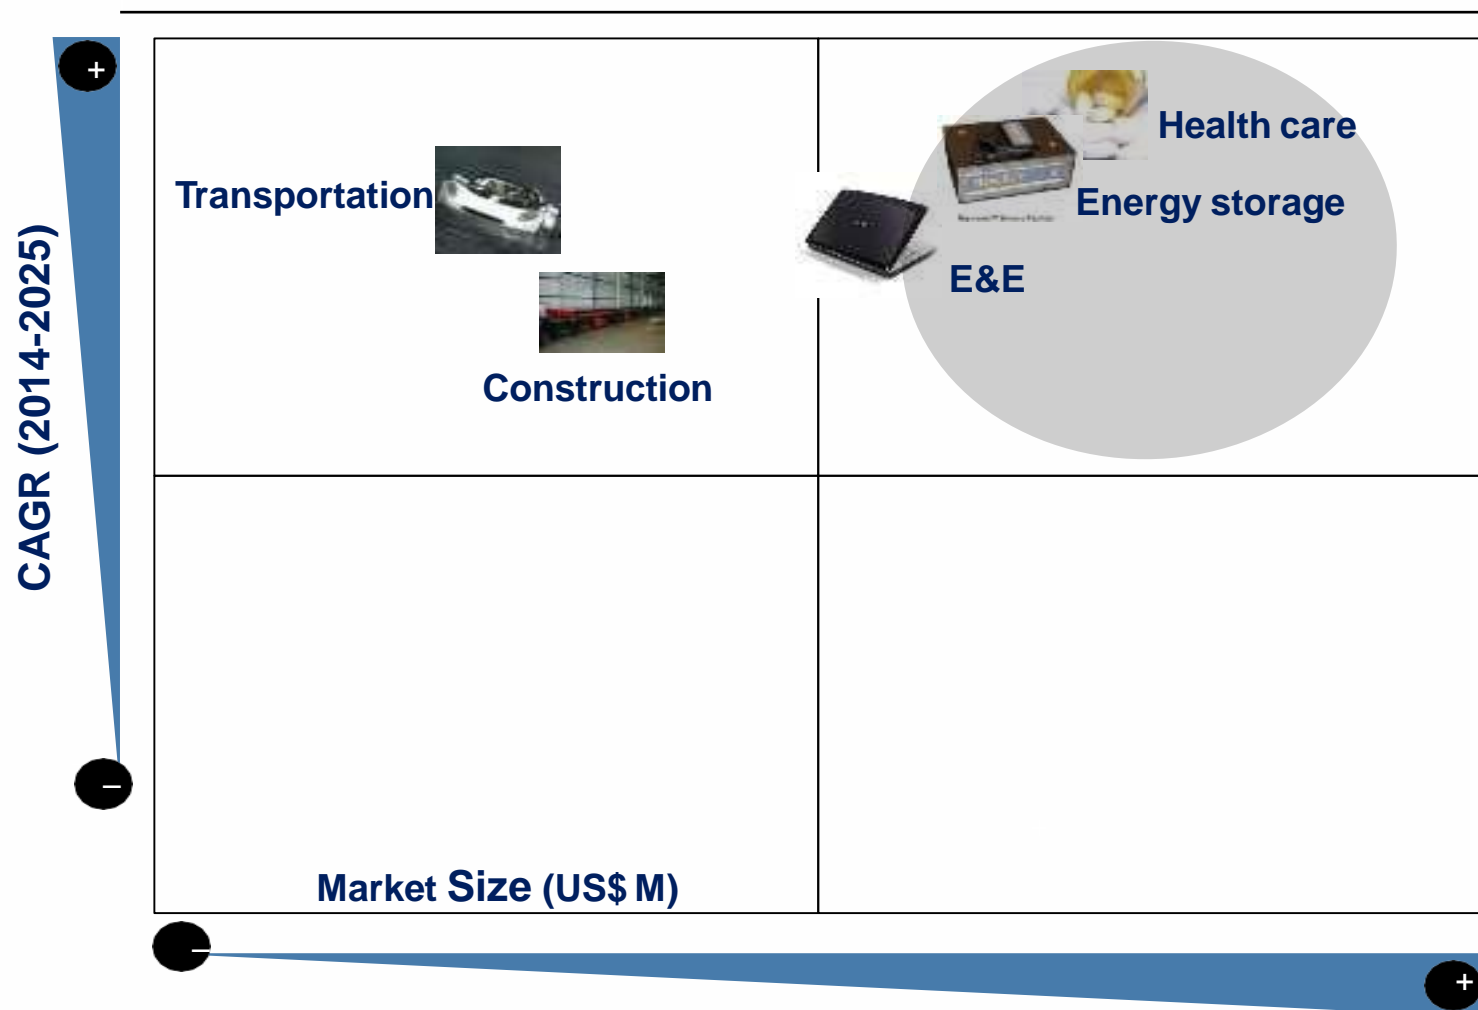 +
Health care
Transportation
Energy storage
E&E
Construction
CAGR (2014-2025)
–
Market Size (US$ M)
–
+